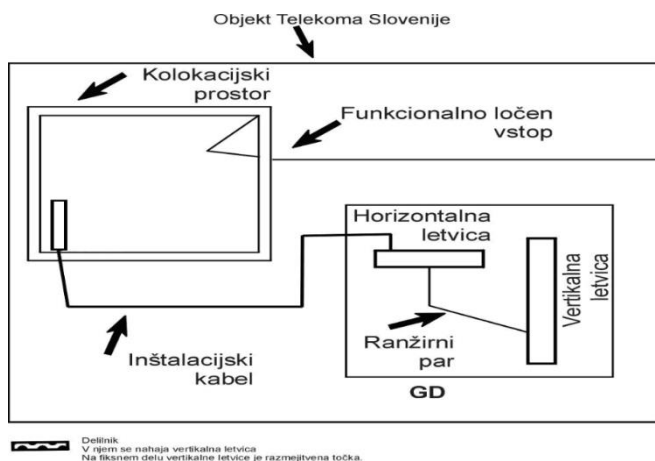 Objekt Telekoma Slovenije
Kolokacijski
prostor
Funkcionalno ločen
vstop
Horizontalna
letvica
Vertikalna
letvica
Ranžirni
par
Inštalacijski
kabel
GD
Delilnik
V njem se nahaja vertikalna letvica
Na fiksnem delu vertikalne letvice je razmejitvena točka.